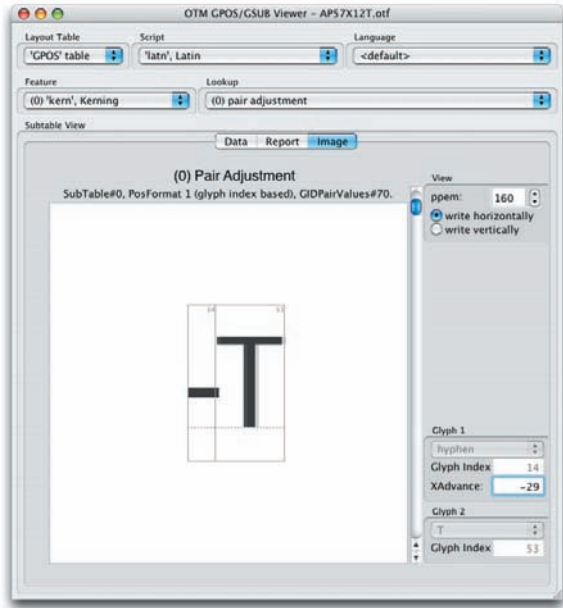 OTM GPOS/GSUB Viewer – AP57X12T.otf
Layout Table Script Language
'GPOS' table 'latn', Latin <default>
Feature Lookup
(0) 'kern', Kerning (0) pair adjustment
Subtable View
Data Report Image
(0) Pair Adjustment
SubTable#0, PosFormat 1 (glyph index based), GIDPairValues#70.
View
ppem: 160
write horizontally
write vertically
14 53
-T
Glyph 1
hyphen
Glyph Index 14
XAdvance: -29
Glyph 2
T
Glyph Index 53